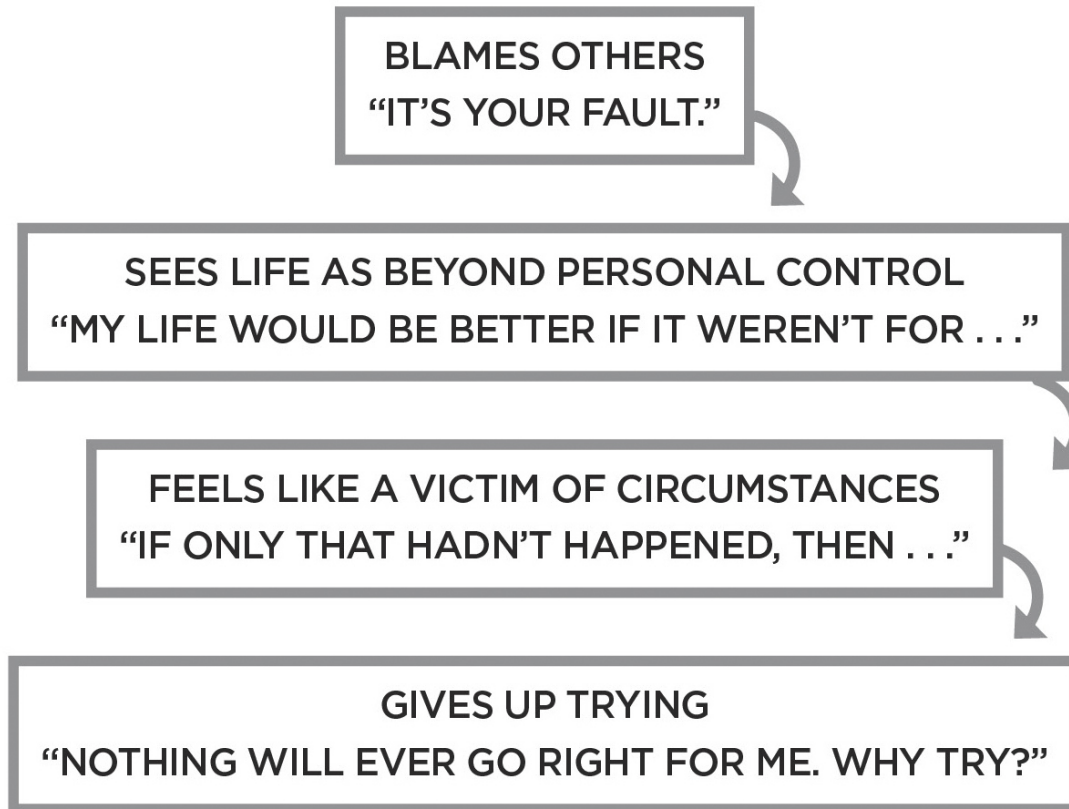 BLAMES OTHERS
“IT’S YOUR FAULT.”
SEES LIFE AS BEYOND PERSONAL CONTROL
“MY LIFE WOULD BE BETTER IF IT WEREN’T FOR . . .”
FEELS LIKE A VICTIM OF CIRCUMSTANCES
“IF ONLY THAT HADN’T HAPPENED, THEN . . .”
GIVES UP TRYING
“NOTHING WILL EVER GO RIGHT FOR ME. WHY TRY?”